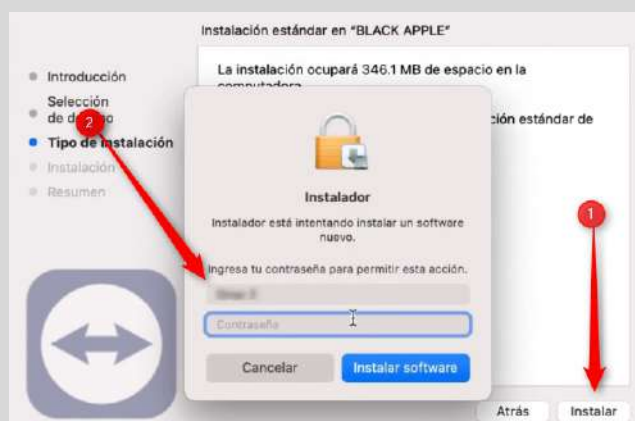 Instalación estándar en “BLACK APPLE”
Introducción
Selección
de
Tipo de instalación
Instalación
Resumen
La instalación ocupará 346.1 MB de espacio en la
computadora.
ción estándar de
2
1
Instalador
Instalador está intentando instalar un software
nuevo.
Ingresa tu contraseña para permitir esta acción.
Contraseña
Cancelar
Instalar software
Atrás
Instalar